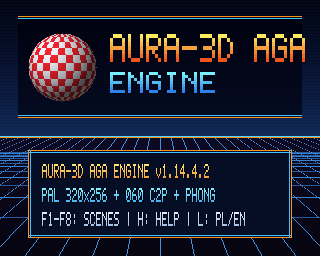 AURA-3D AGA
ENGINE
AURA-3D AGA ENGINE v1.14.4.2
PAL 320x256 + 060 C2P + PHONG
F1-F8: SCENES | H: HELP | L: PL/EN